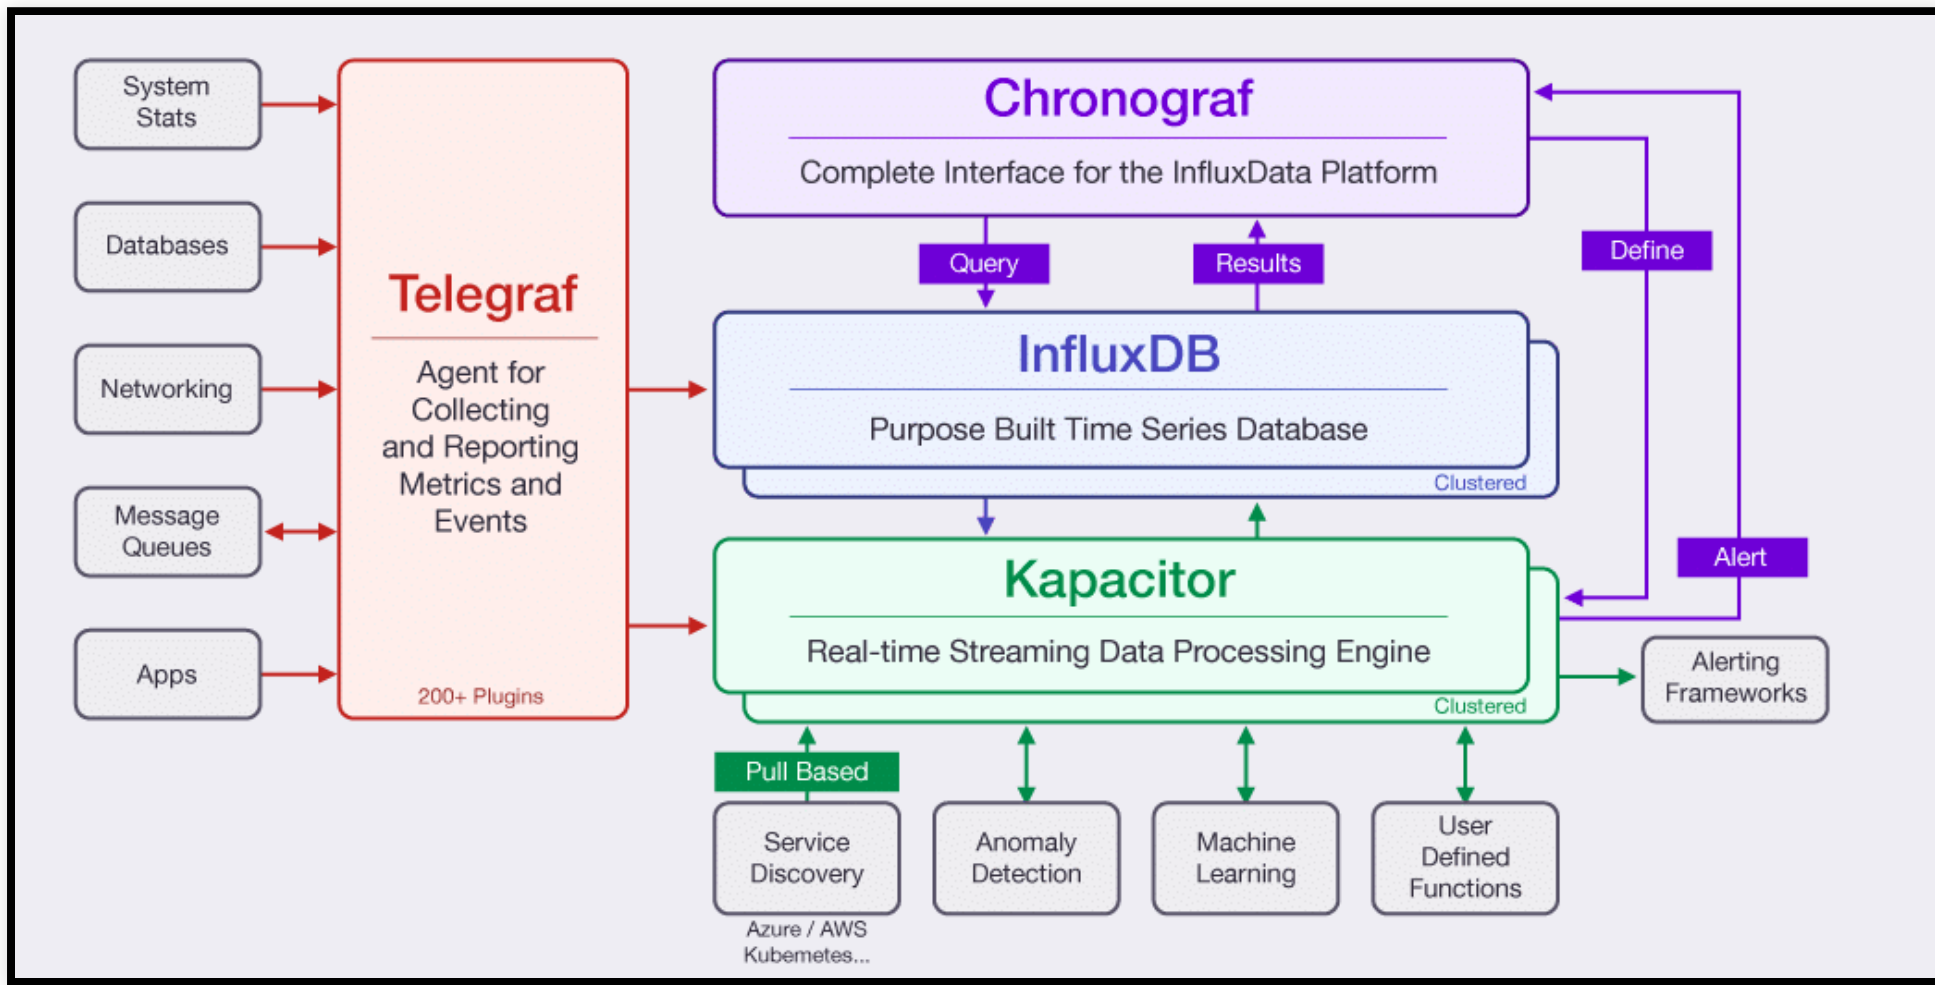 System
Stats
Databases
Networking
Message
Queues
Apps
Telegraf
Agent for
Collecting
and Reporting
Metrics and
Events
200+ Plugins
Chronograf
Complete Interface for the InfluxData Platform
Query
Results
Define
InfluxDB
Purpose Built Time Series Database
Clustered
Alert
Kapacitor
Real-time Streaming Data Processing Engine
Clustered
Alerting
Frameworks
Pull Based
Service
Discovery
Azure / AWS
Kubernetes...
Anomaly
Detection
Machine
Learning
User
Defined
Functions